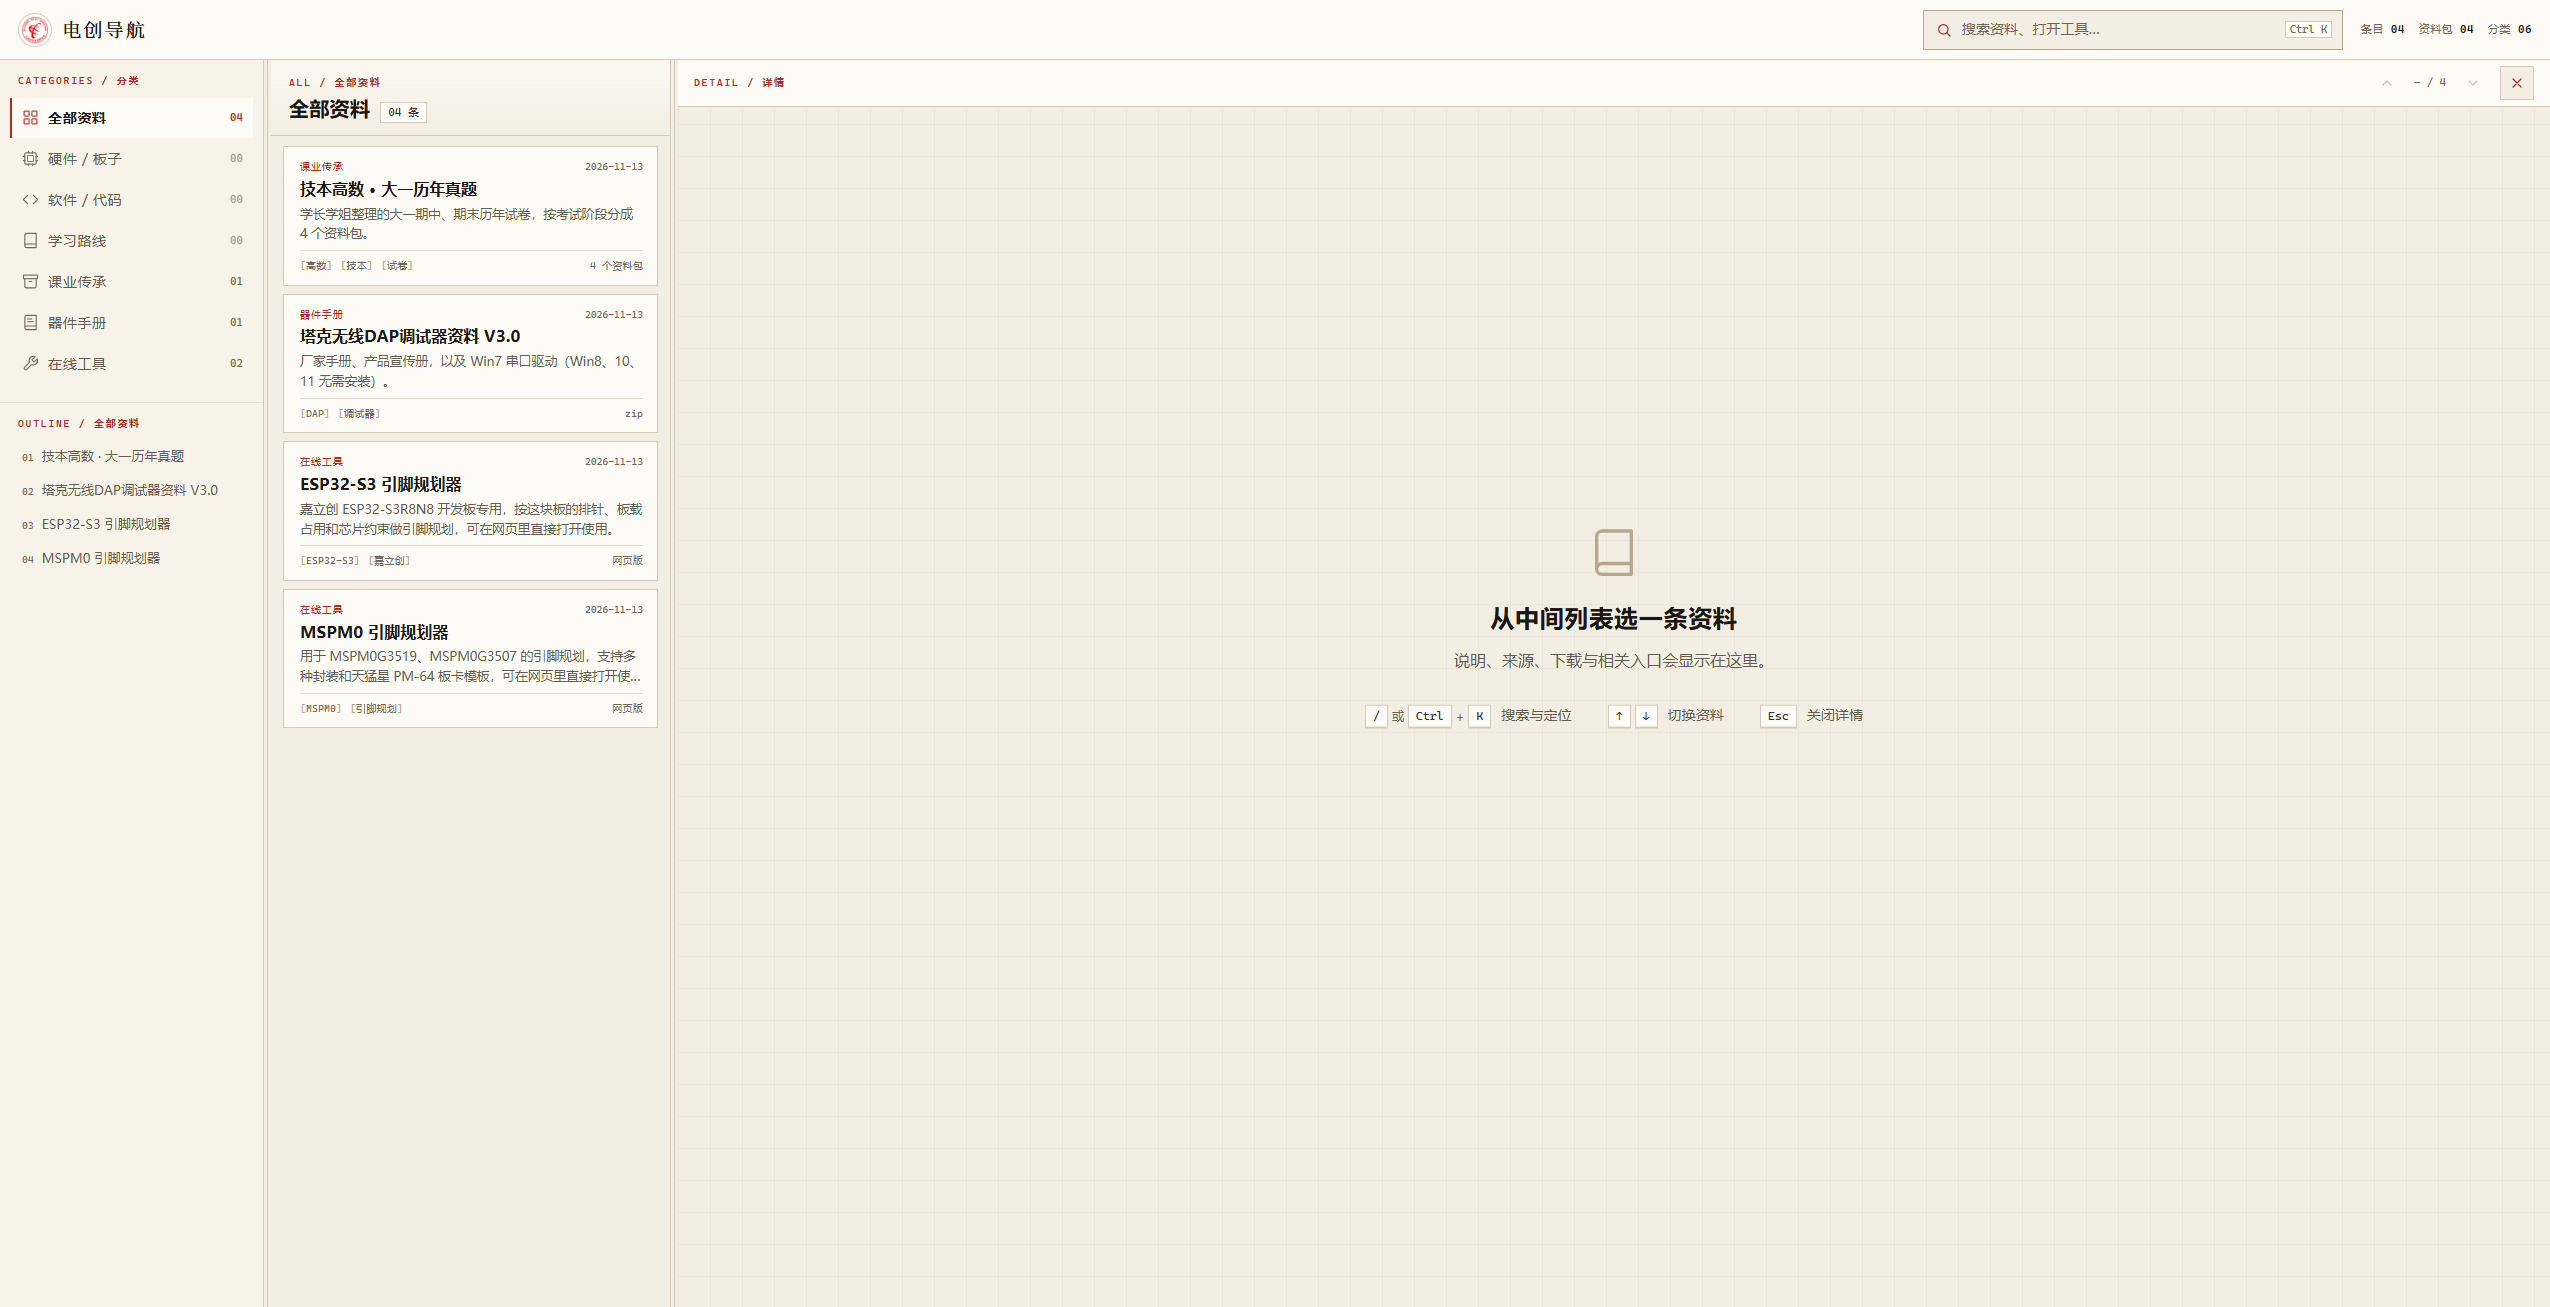 电创导航
搜索资料、打开工具... Ctrl K
条目 04 资料包 04 分类 06
CATEGORIES / 分类
全部资料 04
硬件 / 板子 00
软件 / 代码 00
学习路线 00
课业传承 01
器件手册 01
在线工具 02
OUTLINE / 全部资料
01 技本高数 · 大一历年真题
02 塔克无线DAP调试器资料 V3.0
03 ESP32-S3 引脚规划器
04 MSPM0 引脚规划器
ALL / 全部资料
全部资料 04 条
课业传承 2026-11-13
技本高数 · 大一历年真题
学长学姐整理的大一期中、期末历年试卷，按考试阶段分成
4 个资料包。
[高数] [技本] [试卷] 4 个资料包
器件手册 2026-11-13
塔克无线DAP调试器资料 V3.0
厂家手册、产品宣传册，以及 Win7 串口驱动（Win8、10、
11 无需安装）。
[DAP] [调试器] zip
在线工具 2026-11-13
ESP32-S3 引脚规划器
嘉立创 ESP32-S3R8N8 开发板专用，按这块板的排针、板载
占用和芯片约束做引脚规划，可在网页里直接打开使用。
[ESP32-S3] [嘉立创] 网页版
在线工具 2026-11-13
MSPM0 引脚规划器
用于 MSPM0G3519、MSPM0G3507 的引脚规划，支持多
种封装和天猛星 PM-64 板卡模板，可在网页里直接打开使...
[MSPM0] [引脚规划] 网页版
DETAIL / 详情
– / 4
从中间列表选一条资料
说明、来源、下载与相关入口会显示在这里。
/ 或 Ctrl + K 搜索与定位 ↑ ↓ 切换资料 Esc 关闭详情